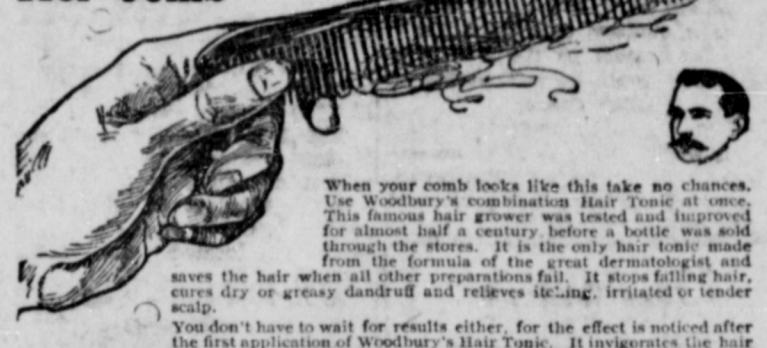 When your comb looks like this take no chances.
Use Woodbury's combination Hair Tonic at once.
This famous hair grower was tested and improved
for almost half a century before a bottle was sold
through the stores. It is the only hair tonic made
from the formula of the great dermatologist and
saves the hair when all other preparations fail. It stops falling hair,
cures dry or greasy dandruff and relieves itching, irritated or tender
scalp.
You don't have to wait for results either, for the effect is noticed after
the first application of Woodbury's Hair Tonic. It invigorates the hair